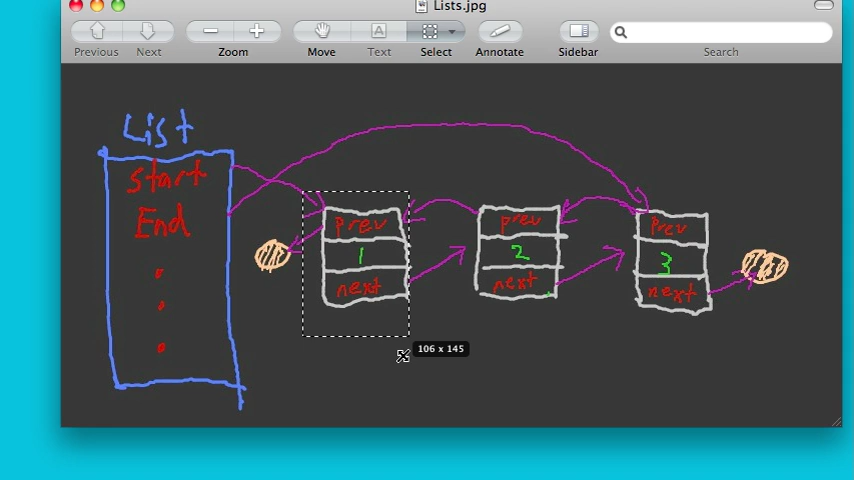 Lists.jpg
Previous Next Zoom Move Text Select Annotate Sidebar Search
List
Start
End
prev
1
next
prev
2
next
prev
3
next
106 x 145